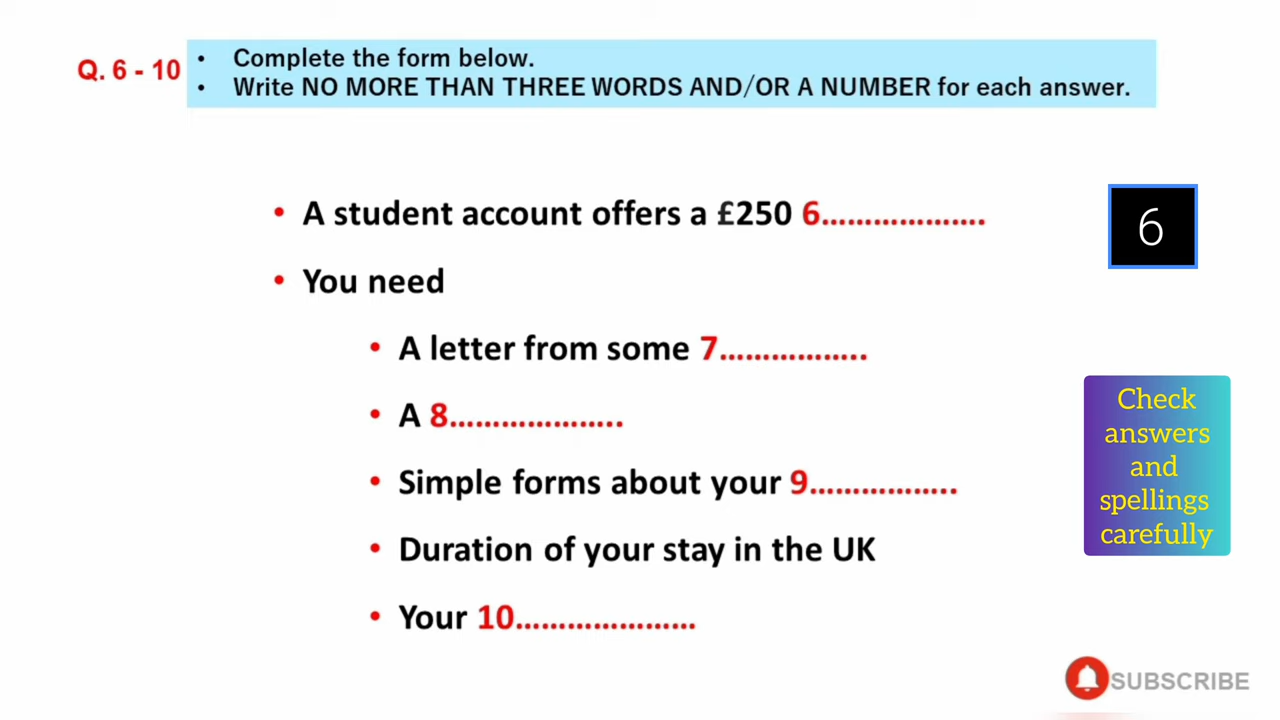 Q. 6 - 10
• Complete the form below.
• Write NO MORE THAN THREE WORDS AND/OR A NUMBER for each answer.
• A student account offers a £250 6……………….
6
• You need
• A letter from some 7……………..
• A 8………………..
• Simple forms about your 9……………..
• Duration of your stay in the UK
• Your 10…………………
Check
answers
and
spellings
carefully
SUBSCRIBE